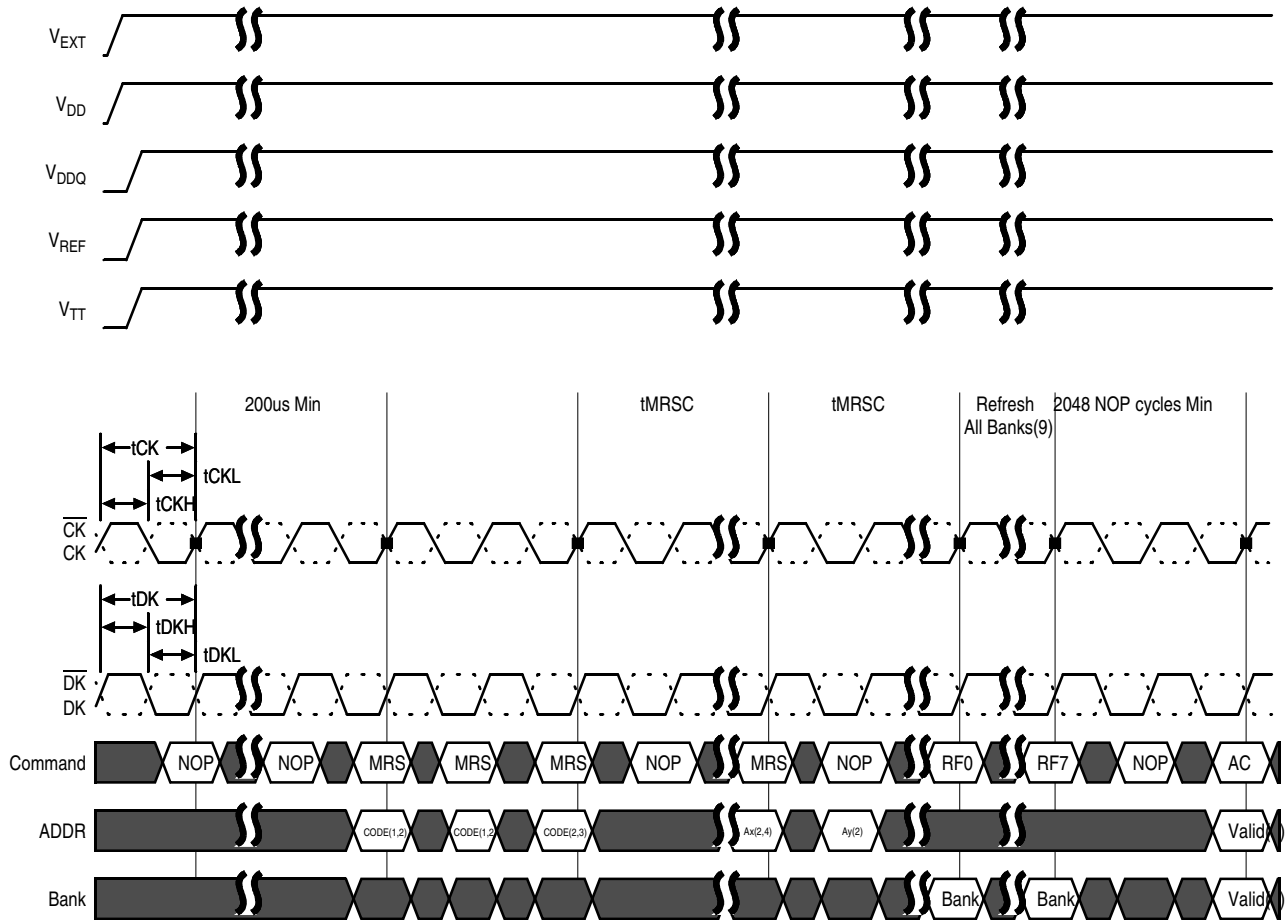 VEXT
VDD
VDDQ
VREF
VTT
200us Min
tMRSC
tMRSC
Refresh
All Banks(9)
2048 NOP cycles Min
tCK
tCKL
tCKH
CK
CK
tDK
tDKH
tDKL
DK
DK
Command NOP NOP MRS MRS MRS NOP MRS NOP RF0 RF7 NOP AC
ADDR CODE(1,2) CODE(1,2 CODE(2,3) Ax(2,4) Ay(2) Valid
Bank Bank Bank Valid